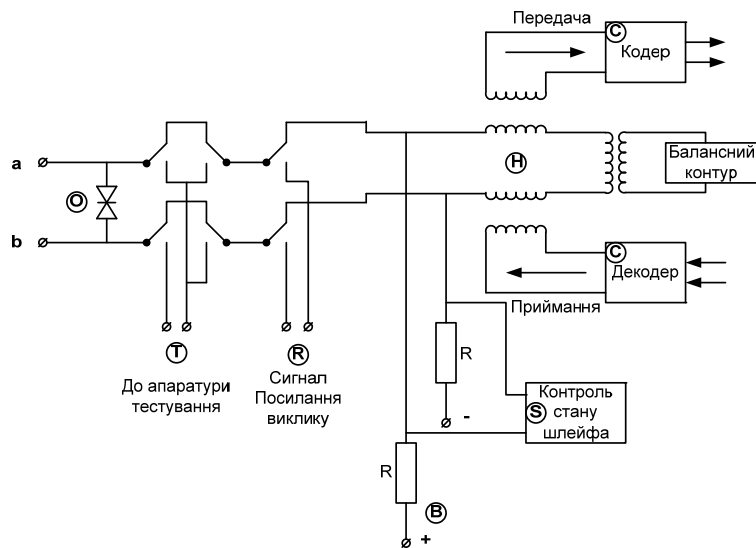 Передача
C
Кодер
a
H
Балансний
контур
O
b
C
Декодер
Приймання
T
R
R
До апаратури
тестування
Сигнал
Посилання
виклику
-
Контроль
S стану
шлейфа
R
B
+